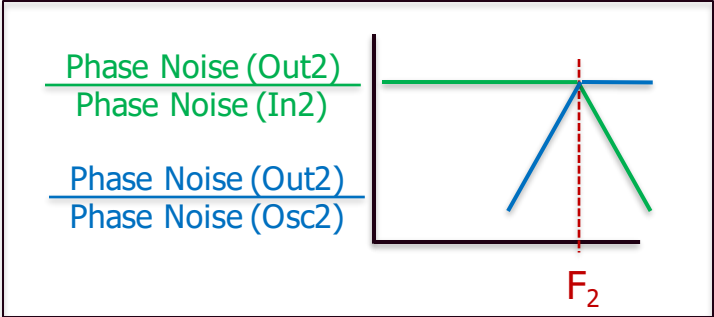 Phase Noise (Out2)
Phase Noise (In2)
Phase Noise (Out2)
Phase Noise (Osc2)
F₂